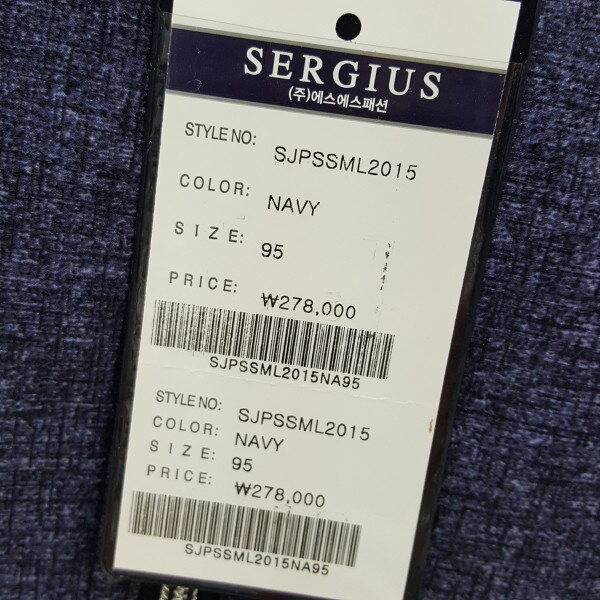 SERGIUS
(주)에스에스패션
STYLE NO: SJPSSML2015
COLOR: NAVY
SIZE: 95
PRICE: ₩278,000
SJPSSML2015NA95
STYLE NO: SJPSSML2015
COLOR: NAVY
SIZE: 95
PRICE: ₩278,000
SJPSSML2015NA95